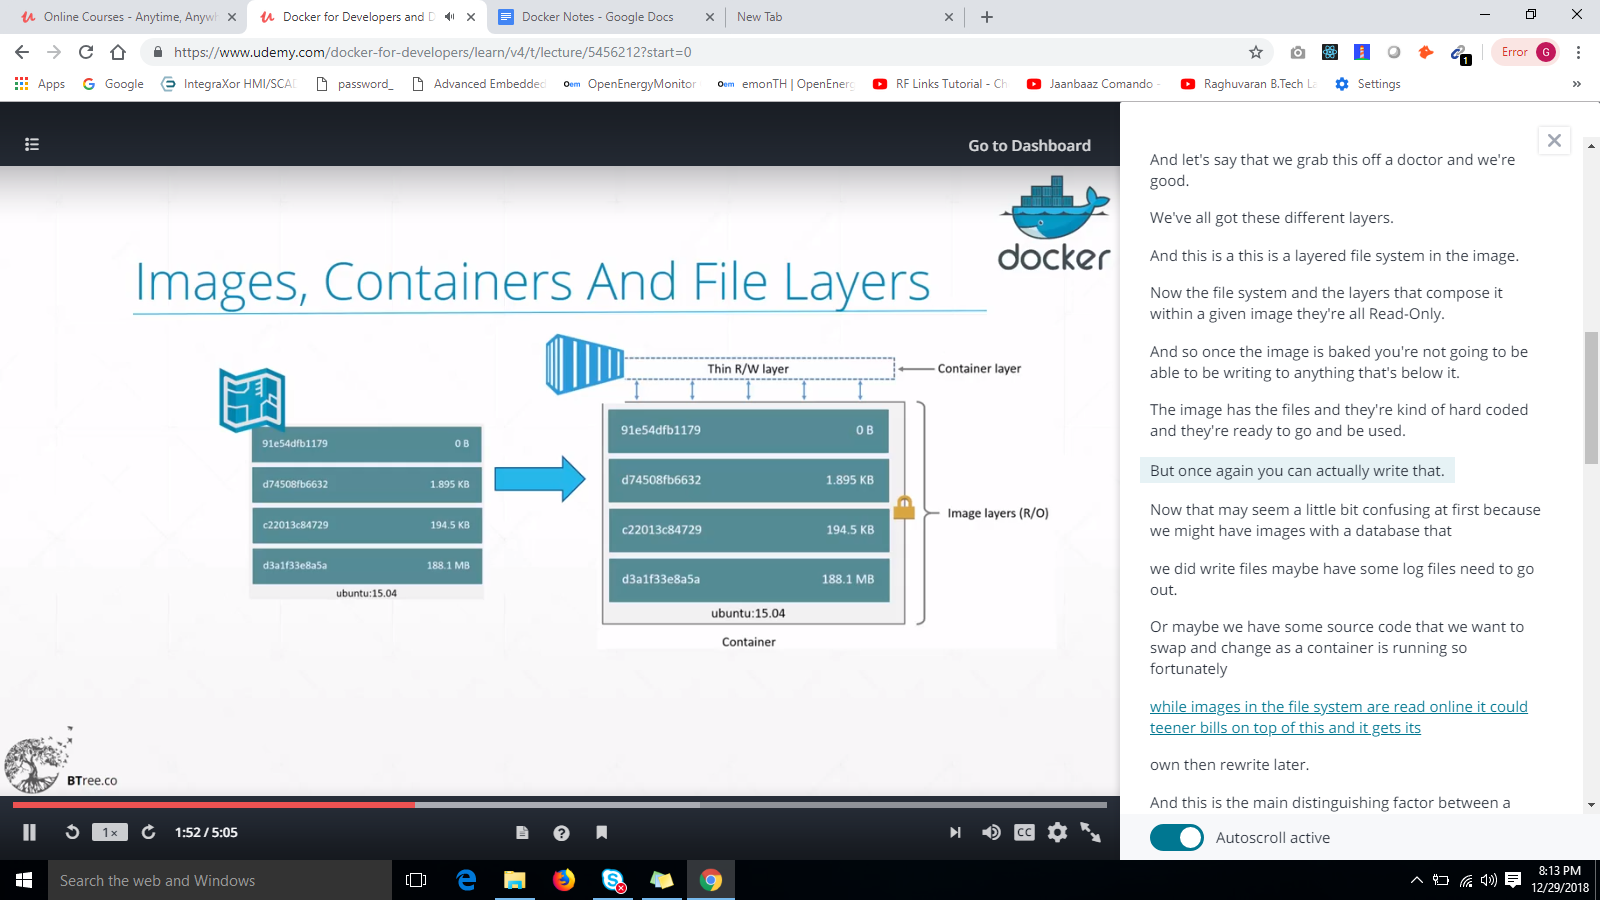 Online Courses - Anytime, Anywh
Docker for Developers and D
Docker Notes - Google Docs
New Tab
https://www.udemy.com/docker-for-developers/learn/v4/t/lecture/5456212?start=0
1
Error
G
Apps
Google
IntegraXor HMI/SCAD
password_
Advanced Embedded
OpenEnergyMonitor
emonTH | OpenEnerg
RF Links Tutorial - Ch
Jaanbaaz Comando -
Raghuvaran B.Tech La
Settings
»
Go to Dashboard
docker
Images, Containers And File Layers
Thin R/W layer
Container layer
91e54dfb1179 0 B
d74508fb6632 1.895 KB
c22013c84729 194.5 KB
d3a1f33e8a5a 188.1 MB
ubuntu:15.04
91e54dfb1179 0 B
d74508fb6632 1.895 KB
c22013c84729 194.5 KB
d3a1f33e8a5a 188.1 MB
ubuntu:15.04
Image layers (R/O)
Container
BTree.co
1×
1:52 / 5:05
CC
And let's say that we grab this off a doctor and we're
good.
We've all got these different layers.
And this is a this is a layered file system in the image.
Now the file system and the layers that compose it
within a given image they're all Read-Only.
And so once the image is baked you're not going to be
able to be writing to anything that's below it.
The image has the files and they're kind of hard coded
and they're ready to go and be used.
But once again you can actually write that.
Now that may seem a little bit confusing at first because
we might have images with a database that
we did write files maybe have some log files need to go
out.
Or maybe we have some source code that we want to
swap and change as a container is running so
fortunately
while images in the file system are read online it could
teener bills on top of this and it gets its
own then rewrite later.
And this is the main distinguishing factor between a
Autoscroll active
Search the web and Windows
8:13 PM
12/29/2018